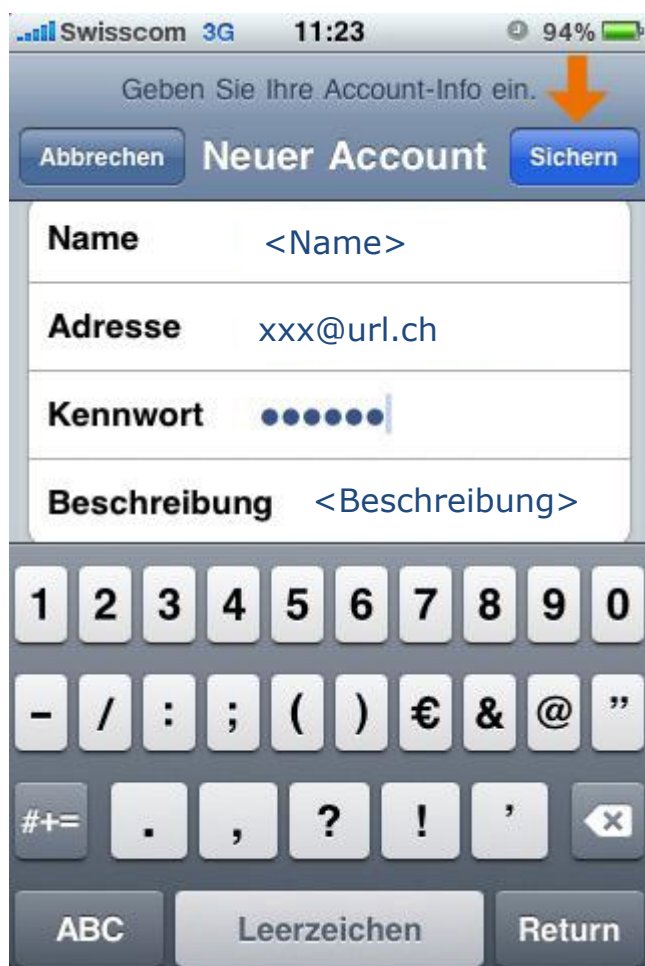 Swisscom 3G 11:23 94%
Geben Sie Ihre Account-Info ein.
Abbrechen Neuer Account Sichern
Name <Name>
Adresse xxx@url.ch
Kennwort ••••••
Beschreibung <Beschreibung>
1 2 3 4 5 6 7 8 9 0
- / : ; ( ) € & @ ”
#+= . , ? ! ’
ABC Leerzeichen Return